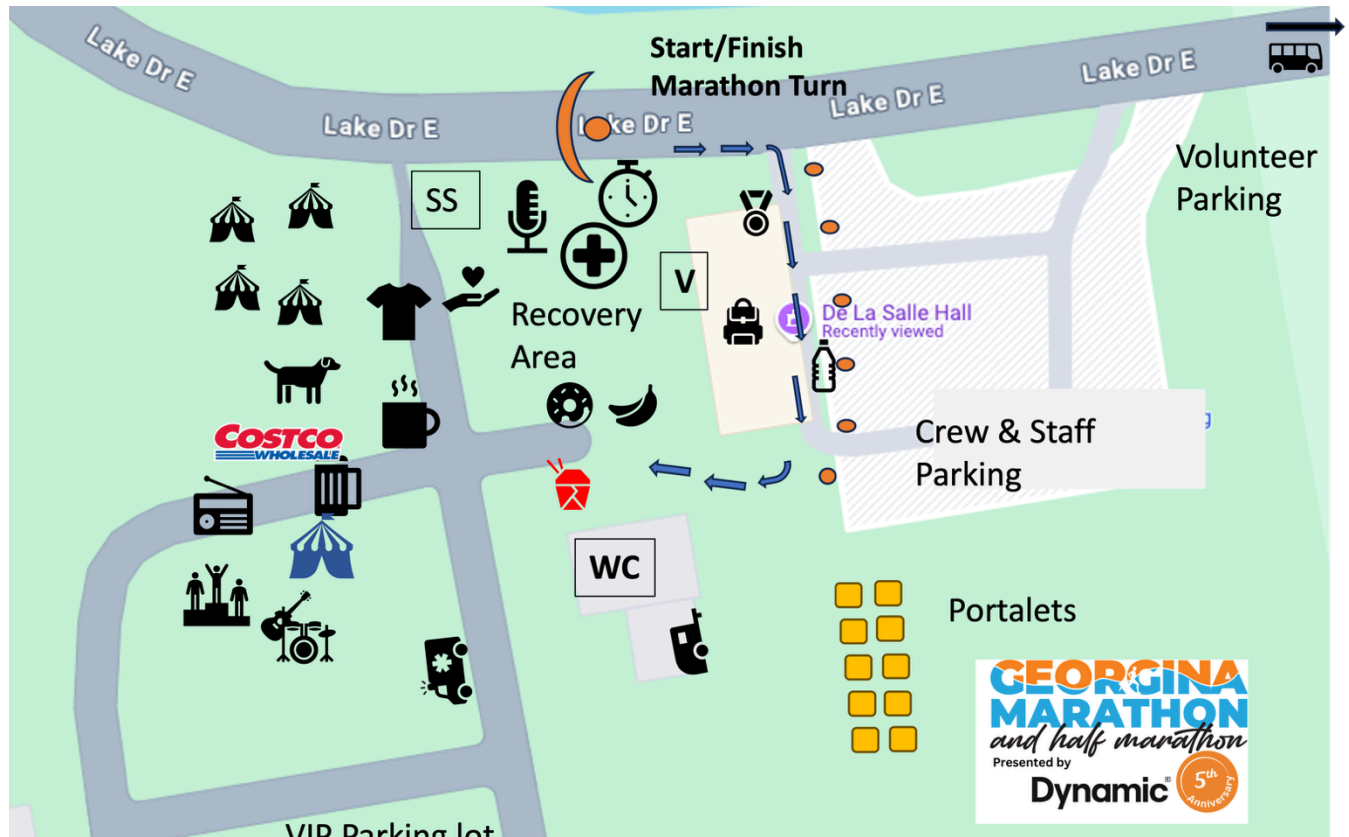 Lake Dr E
Start/Finish
Marathon Turn
Lake Dr E
Lake Dr E
Lake Dr E
Lake Dr E
Volunteer
Parking
SS
V
Recovery
Area
De La Salle Hall
Recently viewed
COSTCO
WHOLESALE
Crew & Staff
Parking
g
WC
Portalets
GEORGINA
MARATHON
and half marathon
Presented by
Dynamic®
5th
Anniversary
VIP Parking lot